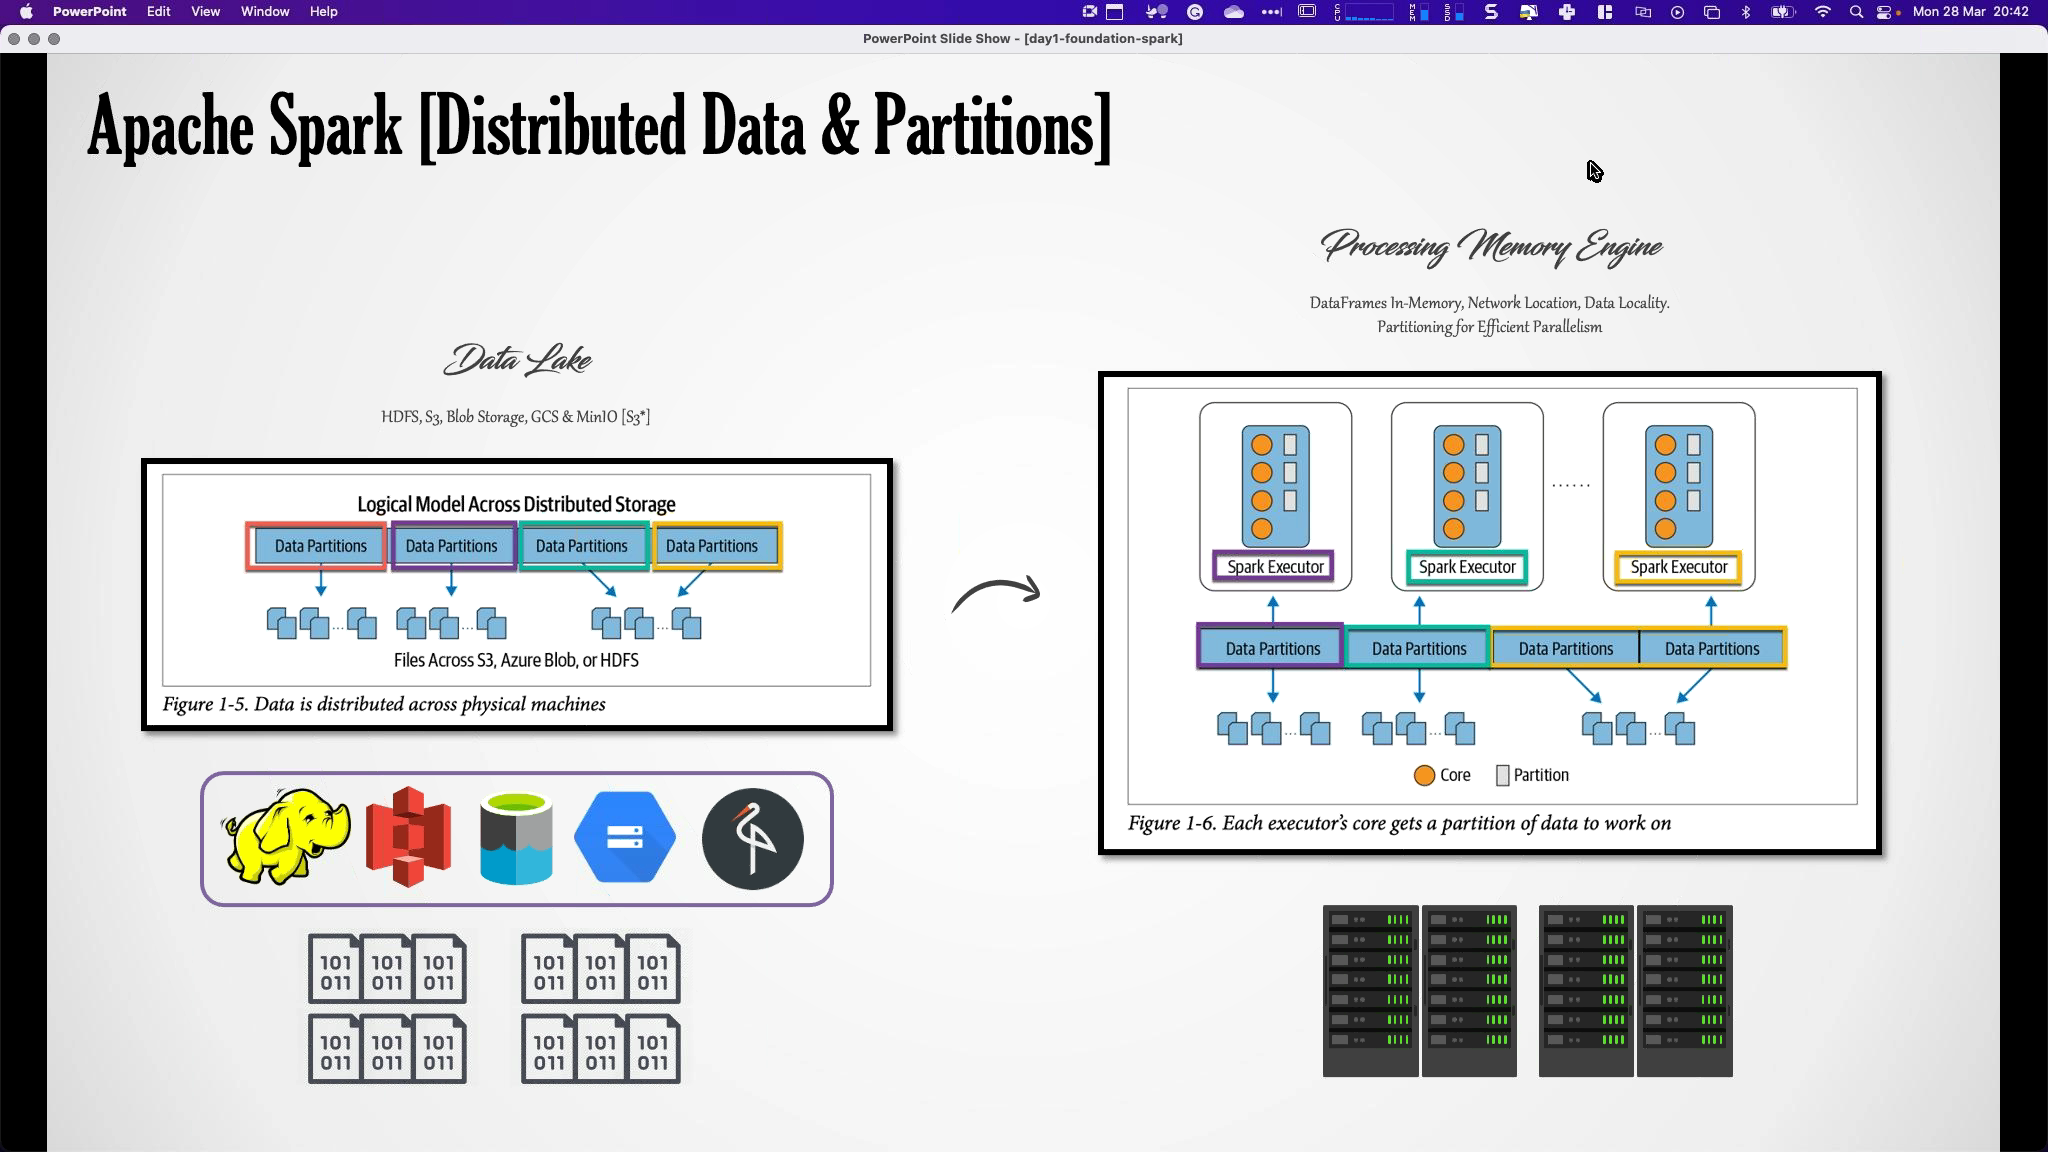 PowerPoint Edit View Window Help
Mon 28 Mar 20:42
PowerPoint Slide Show - [day1-foundation-spark]
Apache Spark [Distributed Data & Partitions]
Data Lake
HDFS, S3, Blob Storage, GCS & MinIO [S3*]
Logical Model Across Distributed Storage
Data Partitions Data Partitions Data Partitions Data Partitions
... ... ...
Files Across S3, Azure Blob, or HDFS
Figure 1-5. Data is distributed across physical machines
101 101 101 101 101 101
011 011 011 011 011 011
101 101 101 101 101 101
011 011 011 011 011 011
Processing Memory Engine
DataFrames In-Memory, Network Location, Data Locality.
Partitioning for Efficient Parallelism
......
Spark Executor Spark Executor Spark Executor
Data Partitions Data Partitions Data Partitions Data Partitions
... ... ...
Core Partition
Figure 1-6. Each executor's core gets a partition of data to work on